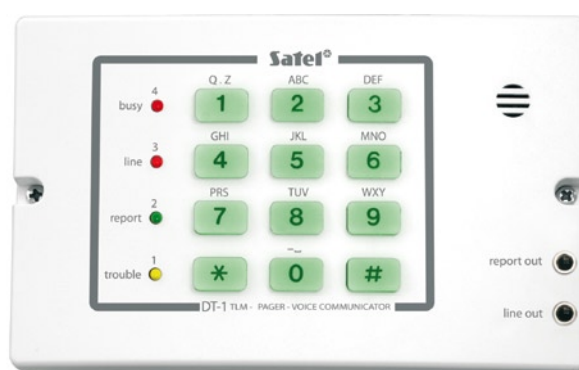 Satel
Q . Z ABC DEF
busy 4 1 2 3
GHI JKL MNO
line 3 4 5 6
PRS TUV WXY
report 2 7 8 9
trouble 1 * 0 #
DT-1 TLM - PAGER - VOICE COMMUNICATOR
report out
line out